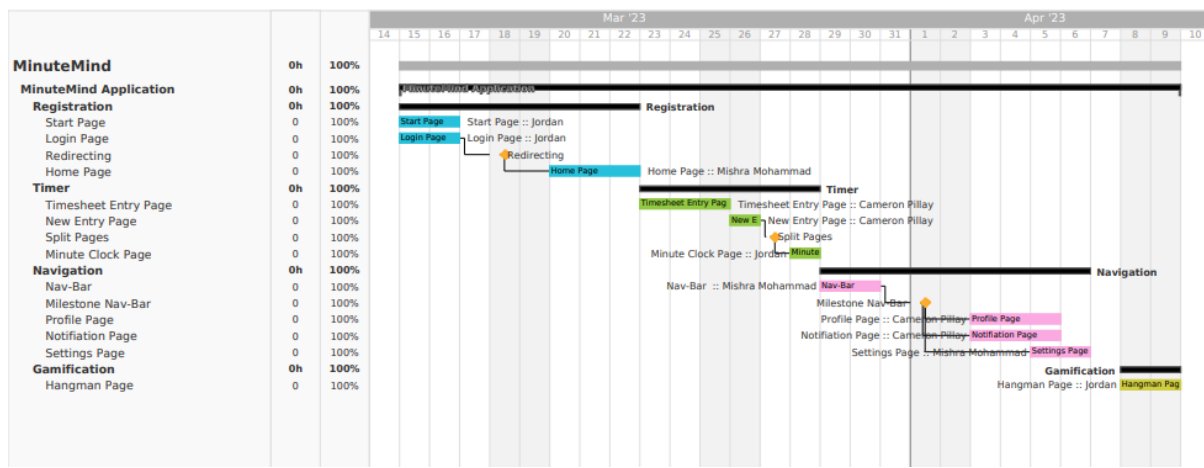 Mar '23 Apr '23
14 15 16 17 18 19 20 21 22 23 24 25 26 27 28 29 30 31 1 2 3 4 5 6 7 8 9 10
MinuteMind 0h 100%
MinuteMind Application 0h 100% MinuteMind Application
Registration 0h 100% Registration
Start Page 0 100% Start Page Start Page :: Jordan
Login Page 0 100% Login Page Login Page :: Jordan
Redirecting 0 100% Redirecting
Home Page 0 100% Home Page Home Page :: Mishra Mohammad
Timer 0h 100% Timer
Timesheet Entry Page 0 100% Timesheet Entry Pag Timesheet Entry Page :: Cameron Pillay
New Entry Page 0 100% New E New Entry Page :: Cameron Pillay
Split Pages 0 100% Split Pages
Minute Clock Page 0 100% Minute Clock Page :: Jordan Minute
Navigation 0h 100% Navigation
Nav-Bar 0 100% Nav-Bar :: Mishra Mohammad Nav-Bar
Milestone Nav-Bar 0 100% Milestone Nav-Bar
Profile Page 0 100% Profile Page :: Cameron Pillay Profile Page
Notifiation Page 0 100% Notifiation Page :: Cameron Pillay Notifiation Page
Settings Page 0 100% Settings Page :: Mishra Mohammad Settings Page
Gamification 0h 100% Gamification
Hangman Page 0 100% Hangman Page :: Jordan Hangman Pag